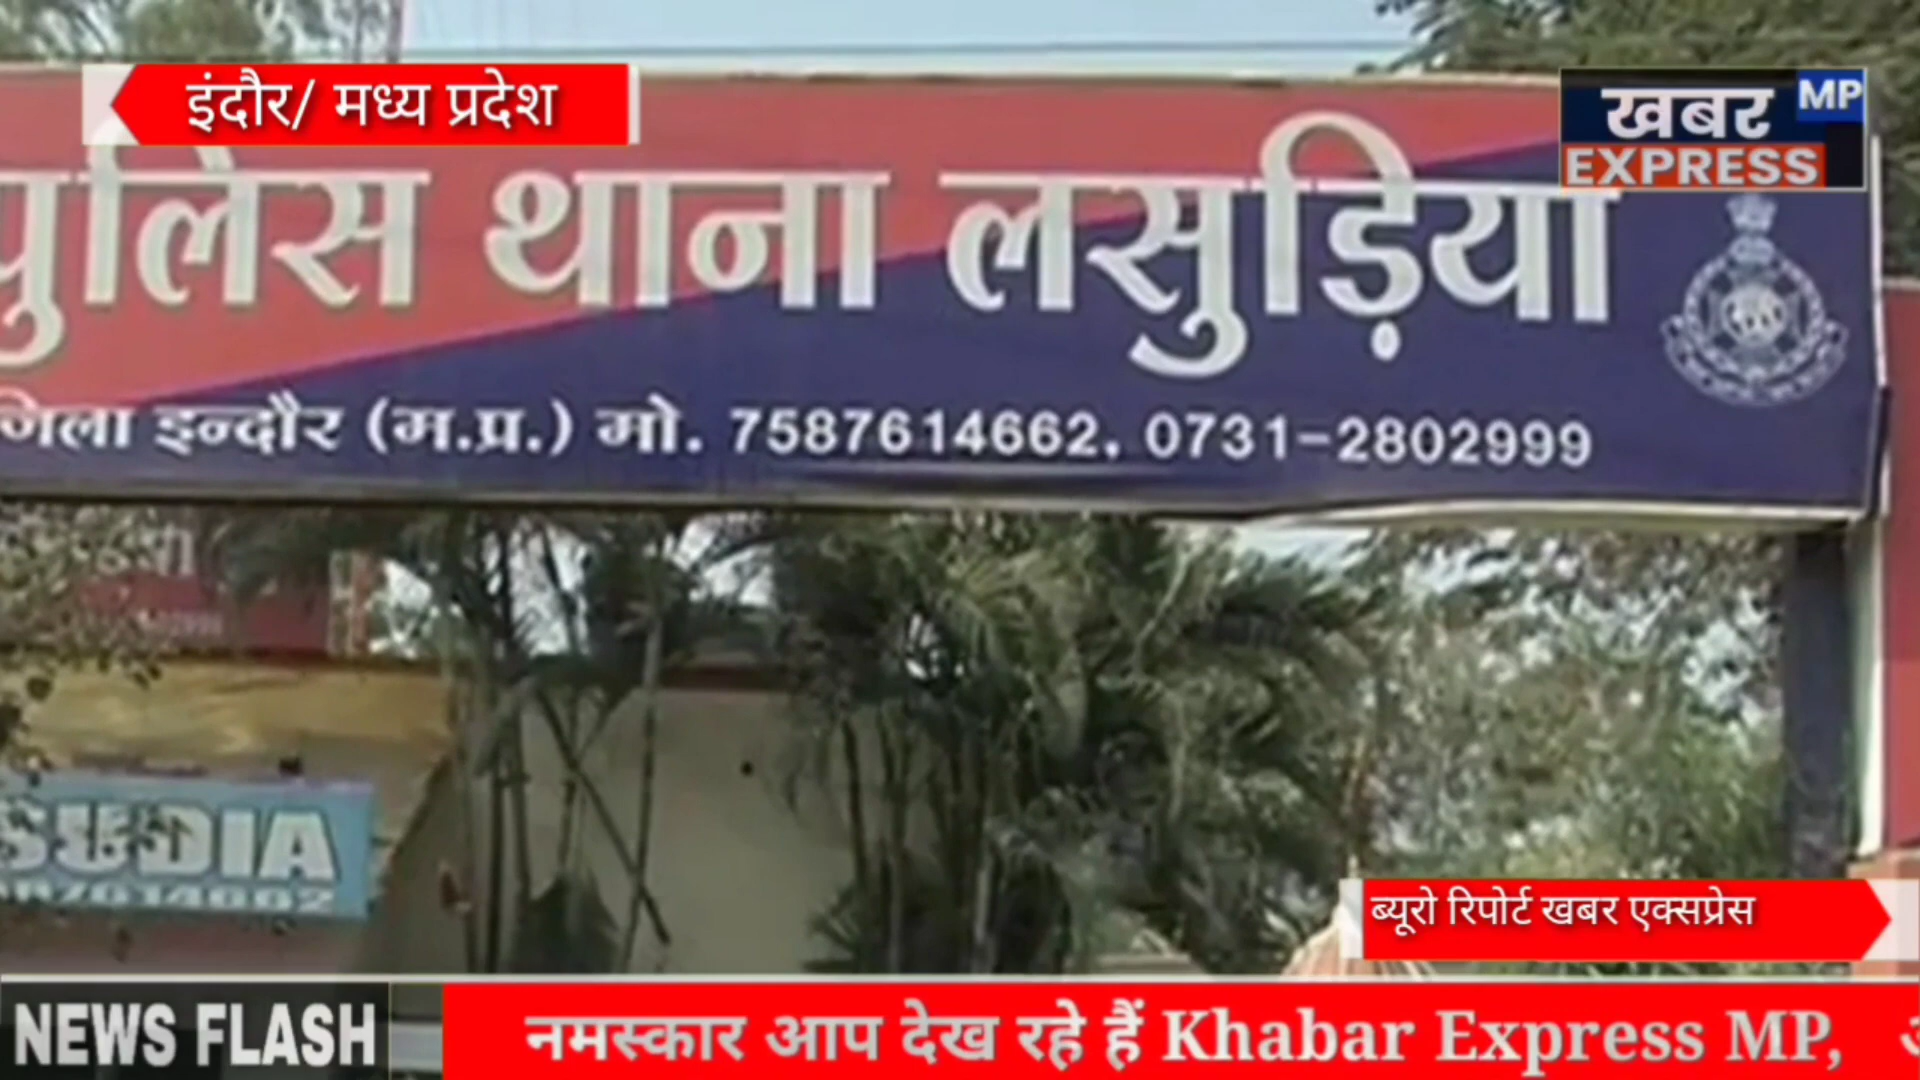 इंदौर/ मध्य प्रदेश
खबर MP
EXPRESS
पुलिस थाना लसुड़िया
जिला इन्दौर (म.प्र.) मो. 7587614662, 0731-2802999
SUDIA
ब्यूरो रिपोर्ट खबर एक्सप्रेस
NEWS FLASH
नमस्कार आप देख रहे हैं Khabar Express MP,